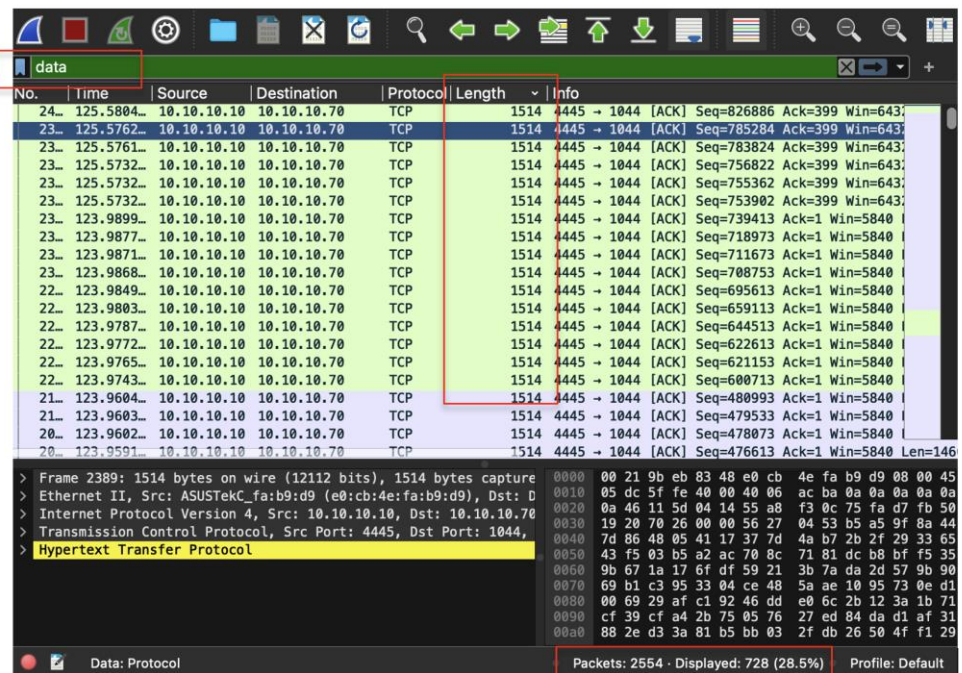 data
No. Time Source Destination Protocol Length Info
24… 125.5804… 10.10.10.10 10.10.10.70 TCP 1514 4445 → 1044 [ACK] Seq=826886 Ack=399 Win=6432
23… 125.5762… 10.10.10.10 10.10.10.70 TCP 1514 4445 → 1044 [ACK] Seq=785284 Ack=399 Win=6432
23… 125.5761… 10.10.10.10 10.10.10.70 TCP 1514 4445 → 1044 [ACK] Seq=783824 Ack=399 Win=6432
23… 125.5732… 10.10.10.10 10.10.10.70 TCP 1514 4445 → 1044 [ACK] Seq=756822 Ack=399 Win=6432
23… 125.5732… 10.10.10.10 10.10.10.70 TCP 1514 4445 → 1044 [ACK] Seq=755362 Ack=399 Win=6432
23… 125.5732… 10.10.10.10 10.10.10.70 TCP 1514 4445 → 1044 [ACK] Seq=753902 Ack=399 Win=6432
23… 123.9899… 10.10.10.10 10.10.10.70 TCP 1514 4445 → 1044 [ACK] Seq=739413 Ack=1 Win=5840
23… 123.9877… 10.10.10.10 10.10.10.70 TCP 1514 4445 → 1044 [ACK] Seq=718973 Ack=1 Win=5840
23… 123.9871… 10.10.10.10 10.10.10.70 TCP 1514 4445 → 1044 [ACK] Seq=711673 Ack=1 Win=5840
23… 123.9868… 10.10.10.10 10.10.10.70 TCP 1514 4445 → 1044 [ACK] Seq=708753 Ack=1 Win=5840
22… 123.9849… 10.10.10.10 10.10.10.70 TCP 1514 4445 → 1044 [ACK] Seq=695613 Ack=1 Win=5840
22… 123.9803… 10.10.10.10 10.10.10.70 TCP 1514 4445 → 1044 [ACK] Seq=659113 Ack=1 Win=5840
22… 123.9787… 10.10.10.10 10.10.10.70 TCP 1514 4445 → 1044 [ACK] Seq=644513 Ack=1 Win=5840
22… 123.9772… 10.10.10.10 10.10.10.70 TCP 1514 4445 → 1044 [ACK] Seq=622613 Ack=1 Win=5840
22… 123.9765… 10.10.10.10 10.10.10.70 TCP 1514 4445 → 1044 [ACK] Seq=621153 Ack=1 Win=5840
22… 123.9743… 10.10.10.10 10.10.10.70 TCP 1514 4445 → 1044 [ACK] Seq=600713 Ack=1 Win=5840
21… 123.9604… 10.10.10.10 10.10.10.70 TCP 1514 4445 → 1044 [ACK] Seq=480993 Ack=1 Win=5840
21… 123.9603… 10.10.10.10 10.10.10.70 TCP 1514 4445 → 1044 [ACK] Seq=479533 Ack=1 Win=5840
20… 123.9602… 10.10.10.10 10.10.10.70 TCP 1514 4445 → 1044 [ACK] Seq=478073 Ack=1 Win=5840
20… 123.9591… 10.10.10.10 10.10.10.70 TCP 1514 4445 → 1044 [ACK] Seq=476613 Ack=1 Win=5840 Len=146
> Frame 2389: 1514 bytes on wire (12112 bits), 1514 bytes capture
> Ethernet II, Src: ASUSTekC_fa:b9:d9 (e0:cb:4e:fa:b9:d9), Dst: D
> Internet Protocol Version 4, Src: 10.10.10.10, Dst: 10.10.10.70
> Transmission Control Protocol, Src Port: 4445, Dst Port: 1044,
> Hypertext Transfer Protocol
0000 00 21 9b eb 83 48 e0 cb 4e fa b9 d9 08 00 45
0010 05 dc 5f fe 40 00 40 06 ac ba 0a 0a 0a 0a 0a
0020 0a 46 11 5d 04 14 55 a8 f3 0c 75 fa d7 fb 50
0030 19 20 70 26 00 00 56 27 04 53 b5 a5 9f 8a 44
0040 7d 86 48 05 41 17 37 7d 4a b7 2b 2f 29 33 65
0050 43 f5 03 b5 a2 ac 70 8c 71 81 dc b8 bf f5 35
0060 9b 67 1a 17 6f df 59 21 3b 7a da 2d 57 9b 90
0070 69 b1 c3 95 33 04 ce 48 5a ae 10 95 73 0e d1
0080 00 69 29 af c1 92 46 dd e0 6c 2b 12 3a 1b 71
0090 cf 39 cf a4 2b 75 05 76 27 ed 84 da d1 af 31
00a0 88 2e d3 3a 81 b5 bb 03 2f db 26 50 4f f1 29
Data: Protocol Packets: 2554 · Displayed: 728 (28.5%) Profile: Default